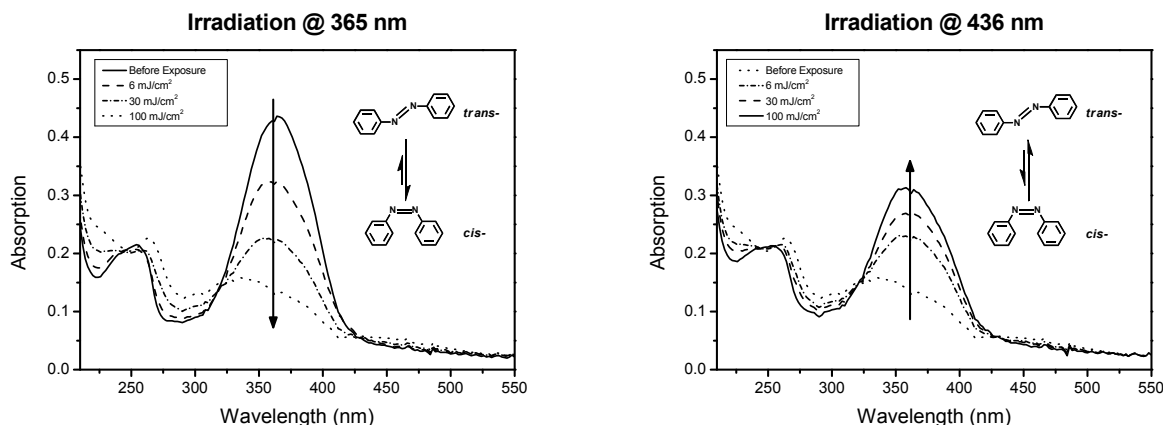 Irradiation @ 365 nm
Before Exposure
6 mJ/cm²
30 mJ/cm²
100 mJ/cm²
0.5
0.4
0.3
0.2
0.1
0.0
Absorption
N
N
trans-
N
N
cis-
250
300
350
400
450
500
550
Wavelength (nm)
Irradiation @ 436 nm
Before Exposure
6 mJ/cm²
30 mJ/cm²
100 mJ/cm²
0.5
0.4
0.3
0.2
0.1
0.0
Absorption
N
N
trans-
N
N
cis-
250
300
350
400
450
500
550
Wavelength (nm)